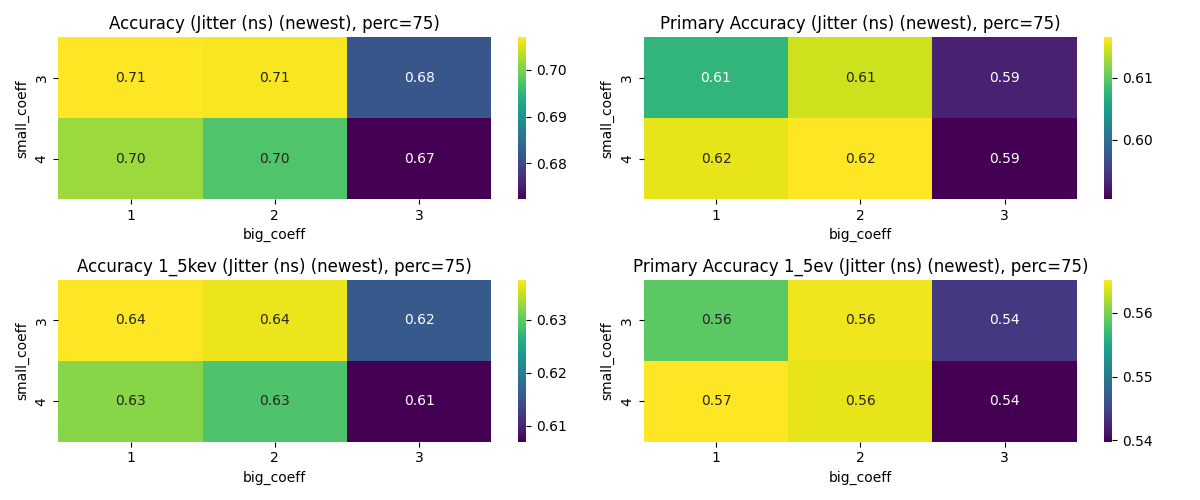 Accuracy (Jitter (ns) (newest), perc=75)
small_coeff
3
4
0.71 0.71 0.68
0.70 0.70 0.67
1 2 3
big_coeff
0.70
0.69
0.68
Primary Accuracy (Jitter (ns) (newest), perc=75)
small_coeff
3
4
0.61 0.61 0.59
0.62 0.62 0.59
1 2 3
big_coeff
0.61
0.60
Accuracy 1_5kev (Jitter (ns) (newest), perc=75)
small_coeff
3
4
0.64 0.64 0.62
0.63 0.63 0.61
1 2 3
big_coeff
0.63
0.62
0.61
Primary Accuracy 1_5ev (Jitter (ns) (newest), perc=75)
small_coeff
3
4
0.56 0.56 0.54
0.57 0.56 0.54
1 2 3
big_coeff
0.56
0.55
0.54